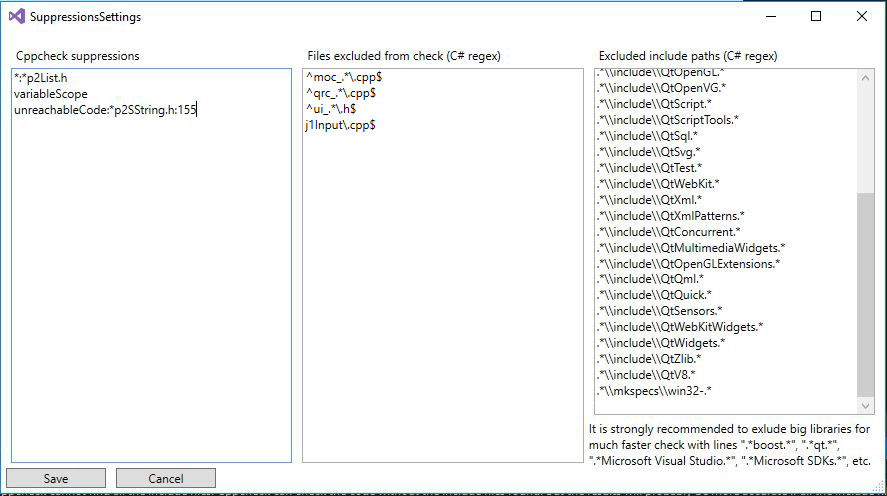 SuppressionsSettings
Cppcheck suppressions
*:*p2List.h
variableScope
unreachableCode:*p2SString.h:155
Files excluded from check (C# regex)
^moc_.*\.cpp$
^qrc_.*\.cpp$
^ui_.*\.h$
j1Input\.cpp$
Excluded include paths (C# regex)
.*\\include\\QtOpenGL.*
.*\\include\\QtOpenVG.*
.*\\include\\QtScript.*
.*\\include\\QtScriptTools.*
.*\\include\\QtSql.*
.*\\include\\QtSvg.*
.*\\include\\QtTest.*
.*\\include\\QtWebKit.*
.*\\include\\QtXml.*
.*\\include\\QtXmlPatterns.*
.*\\include\\QtConcurrent.*
.*\\include\\QtMultimediaWidgets.*
.*\\include\\QtOpenGLExtensions.*
.*\\include\\QtQml.*
.*\\include\\QtQuick.*
.*\\include\\QtSensors.*
.*\\include\\QtWebKitWidgets.*
.*\\include\\QtWidgets.*
.*\\include\\QtZlib.*
.*\\include\\QtV8.*
.*\\mkspecs\\win32-.*
It is strongly recommended to exlude big libraries for
much faster check with lines ".*boost.*", ".*qt.*",
".*Microsoft Visual Studio.*", ".*Microsoft SDKs.*", etc.
Save
Cancel